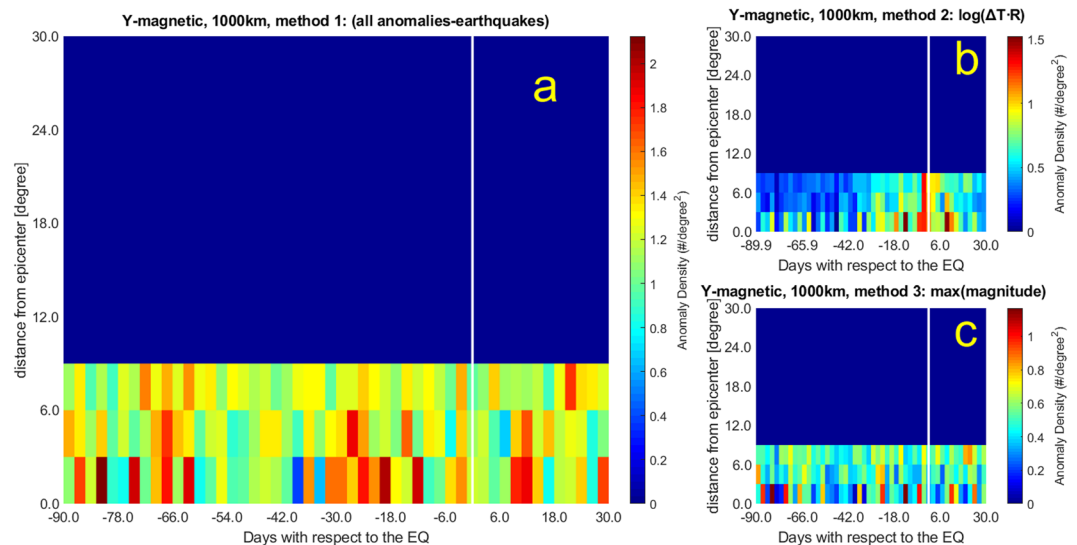 Y-magnetic, 1000km, method 1: (all anomalies-earthquakes)
30.0
24.0
18.0
12.0
6.0
0.0
distance from epicenter [degree]
a
-90.0 -78.0 -66.0 -54.0 -42.0 -30.0 -18.0 -6.0 6.0 18.0 30.0
Days with respect to the EQ
2
1.8
1.6
1.4
1.2
1
0.8
0.6
0.4
0.2
0
Anomaly Density (#/degree²)
Y-magnetic, 1000km, method 2: log(ΔT·R)
30.0
24.0
18.0
12.0
6.0
0.0
distance from epicenter [degree]
b
-89.9 -65.9 -42.0 -18.0 6.0 30.0
Days with respect to the EQ
1.5
1
0.5
0
Anomaly Density (#/degree²)
Y-magnetic, 1000km, method 3: max(magnitude)
30.0
24.0
18.0
12.0
6.0
0.0
distance from epicenter [degree]
c
-90.0 -66.0 -42.0 -18.0 6.0 30.0
Days with respect to the EQ
1
0.8
0.6
0.4
0.2
0
Anomaly Density (#/degree²)